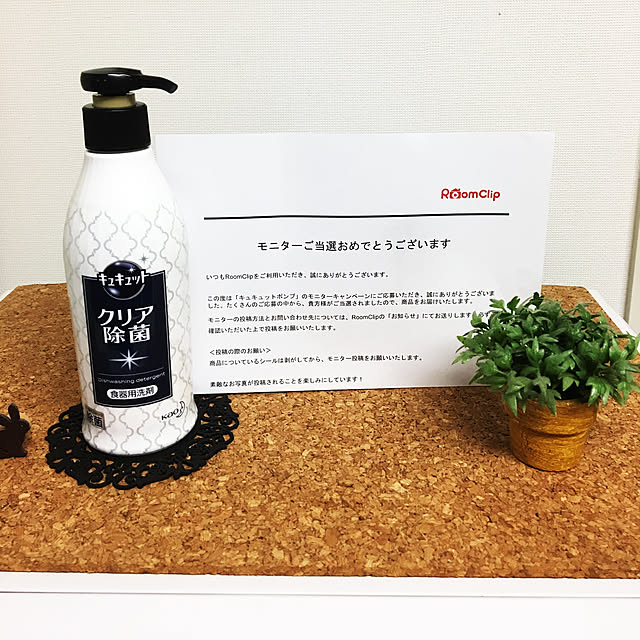 キュキュット
クリア
除菌
Dishwashing detergent
食器用洗剤
RoomClip
モニターご当選おめでとうございます
いつもRoomClipをご利用いただき、誠にありがとうございます。
この度は「キュキュットポンプ」のモニターキャンペーンにご応募いただき、誠にありがとうございま
した。たくさんのご応募の中から、貴方様がご当選されましたので、商品をお届けいたします。
モニターの投稿方法とお問い合わせ先については、RoomClipの「お知らせ」にてお送りします
確認いただいた上で投稿をお願いいたします。
＜投稿の際のお願い＞
商品についているシールは剥がしてから、モニター投稿をお願いいたします。
素敵なお写真が投稿されることを楽しみにしています！